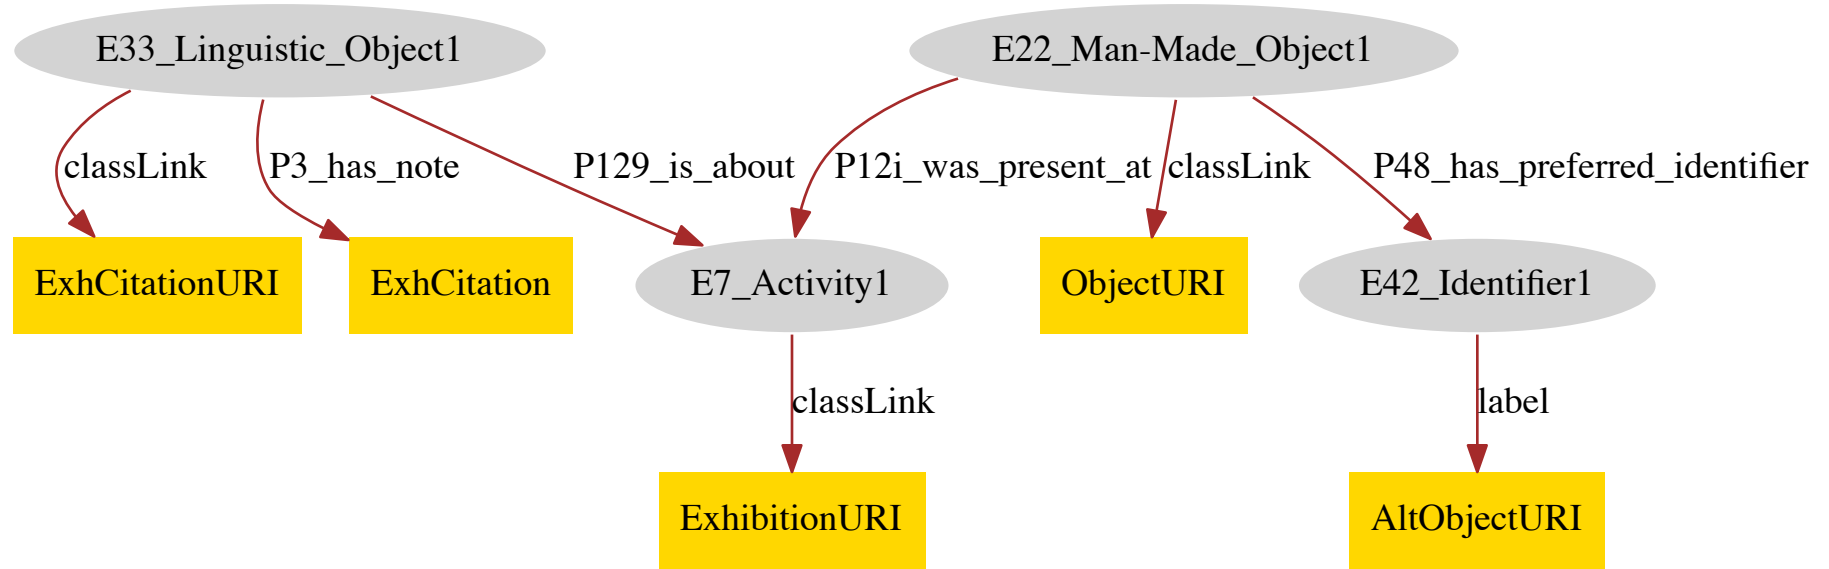 E33_Linguistic_Object1
E22_Man-Made_Object1
classLink
P3_has_note
P129_is_about
P12i_was_present_at
classLink
P48_has_preferred_identifier
ExhCitationURI
ExhCitation
E7_Activity1
ObjectURI
E42_Identifier1
classLink
label
ExhibitionURI
AltObjectURI